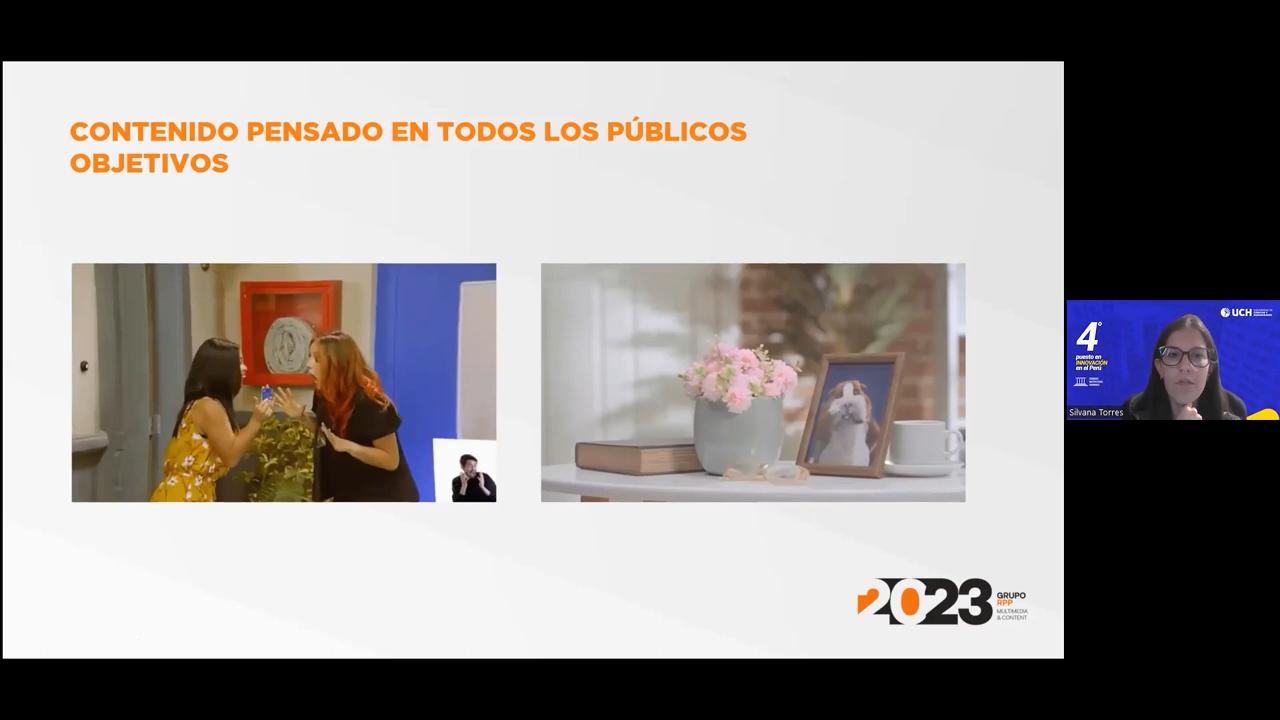 CONTENIDO PENSADO EN TODOS LOS PÚBLICOS
OBJETIVOS
2023
GRUPO
RPP
MULTIMEDIA
& CONTENT
UCH
4°
puesto en
INNOVACIÓN
en el Perú
Silvana Torres